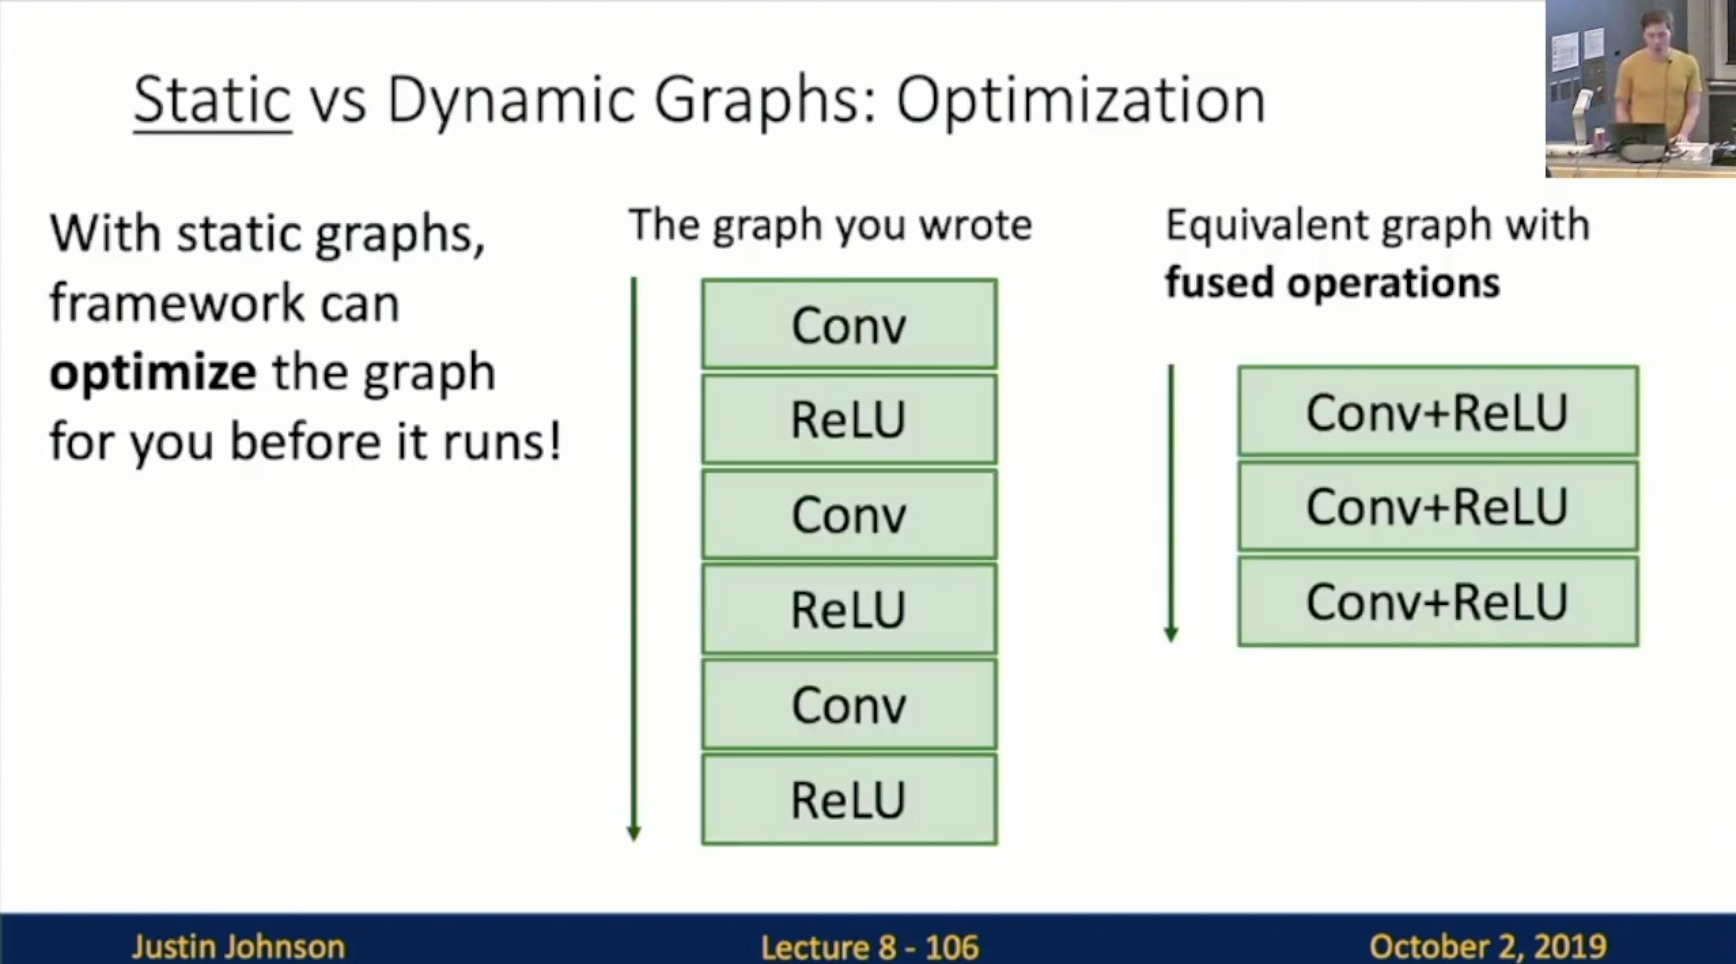 Static vs Dynamic Graphs: Optimization
With static graphs,
framework can
optimize the graph
for you before it runs!
The graph you wrote
Conv
ReLU
Conv
ReLU
Conv
ReLU
Equivalent graph with
fused operations
Conv+ReLU
Conv+ReLU
Conv+ReLU
Justin Johnson
Lecture 8 - 106
October 2, 2019